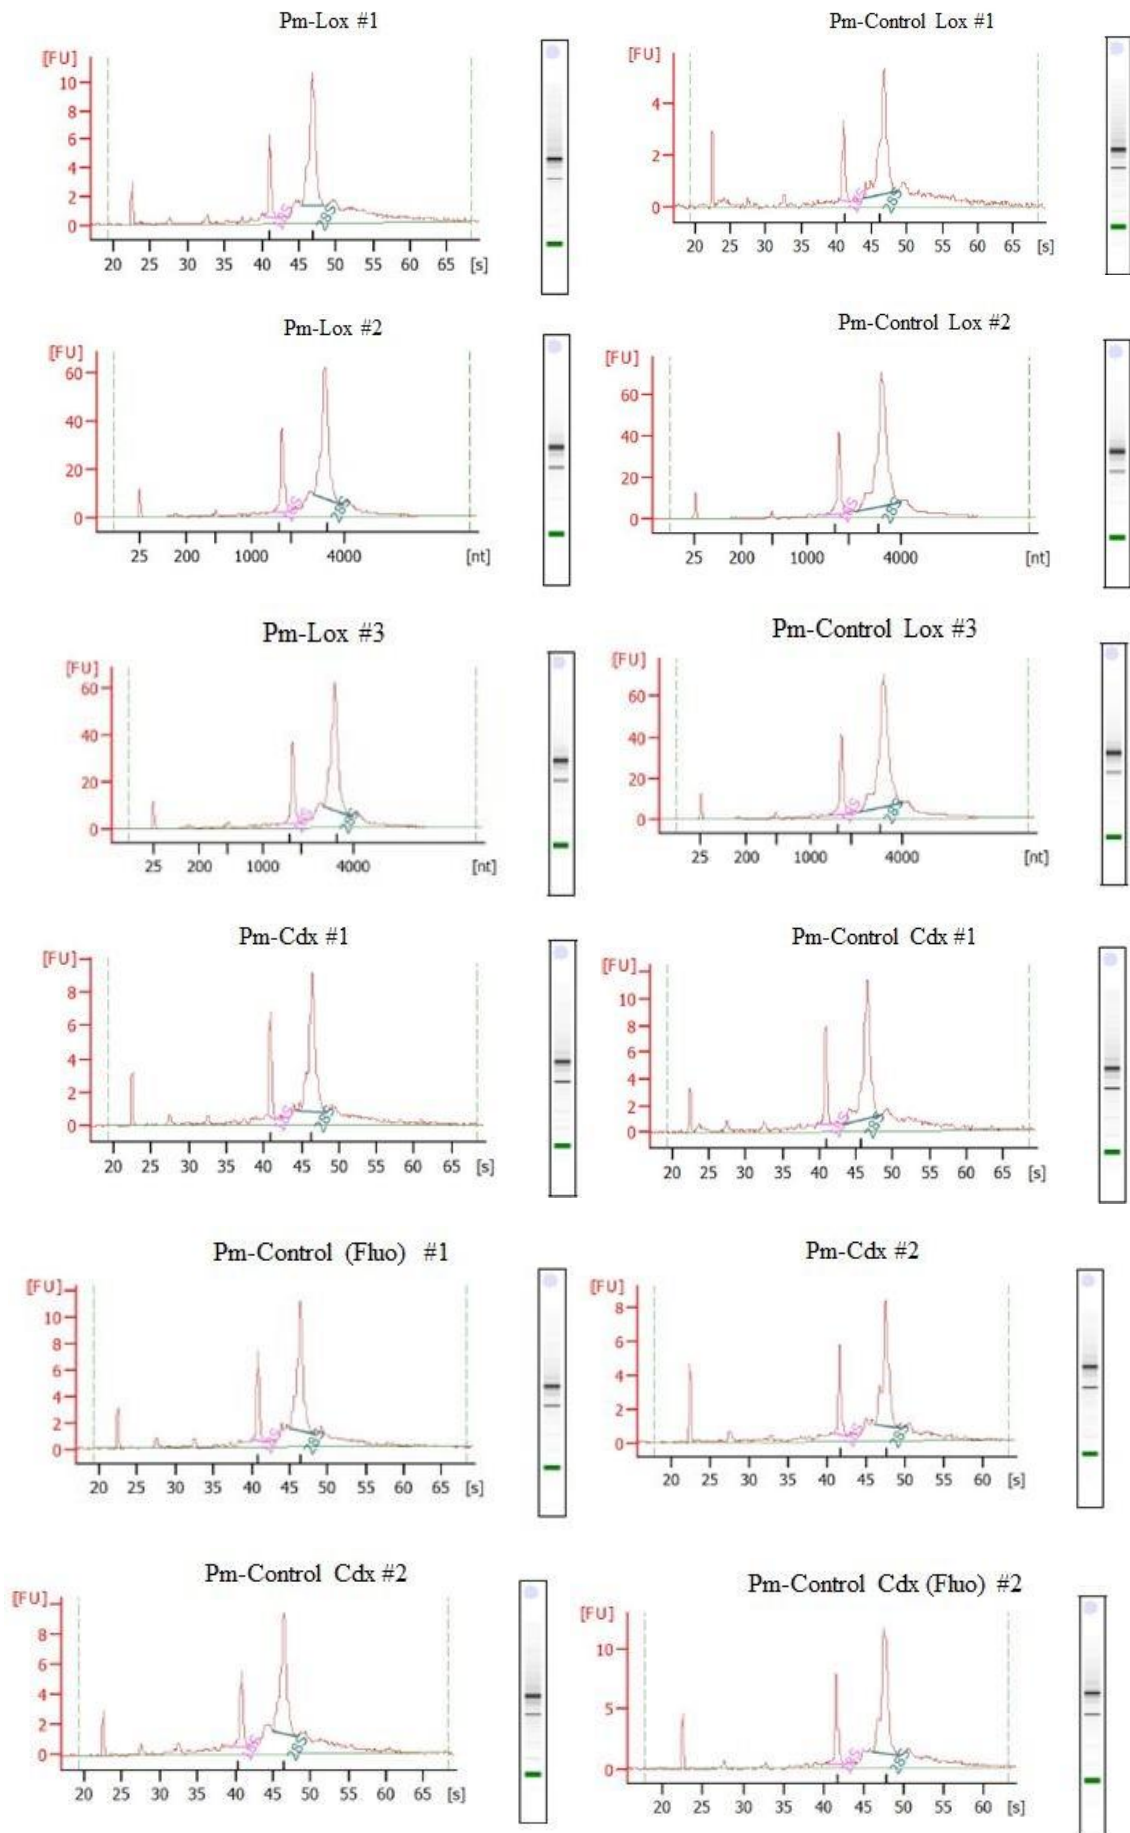 Pm-Lox #1
[FU]
10
8
6
4
2
0
18S
28S
20 25 30 35 40 45 50 55 60 65 [s]
Pm-Control Lox #1
[FU]
4
2
0
18S
28S
20 25 30 35 40 45 50 55 60 65
Pm-Lox #2
[FU]
60
40
20
0
18S
28S
25 200 1000 4000 [nt]
Pm-Control Lox #2
[FU]
60
40
20
0
18S
28S
25 200 1000 4000 [nt]
Pm-Lox #3
[FU]
60
40
20
0
18S
28S
25 200 1000 4000 [nt]
Pm-Control Lox #3
[FU]
60
40
20
0
18S
28S
25 200 1000 4000 [nt]
Pm-Cdx #1
[FU]
8
6
4
2
0
18S
28S
20 25 30 35 40 45 50 55 60 65 [s]
Pm-Control Cdx #1
[FU]
10
8
6
4
2
0
18S
28S
20 25 30 35 40 45 50 55 60 65 [s]
Pm-Control (Fluo) #1
[FU]
10
8
6
4
2
0
18S
28S
20 25 30 35 40 45 50 55 60 65 [s]
Pm-Cdx #2
[FU]
8
6
4
2
0
18S
28S
20 25 30 35 40 45 50 55 60 [s]
Pm-Control Cdx #2
[FU]
8
6
4
2
0
18S
28S
20 25 30 35 40 45 50 55 60 65 [s]
Pm-Control Cdx (Fluo) #2
[FU]
10
5
0
18S
28S
20 25 30 35 40 45 50 55 60 [s]